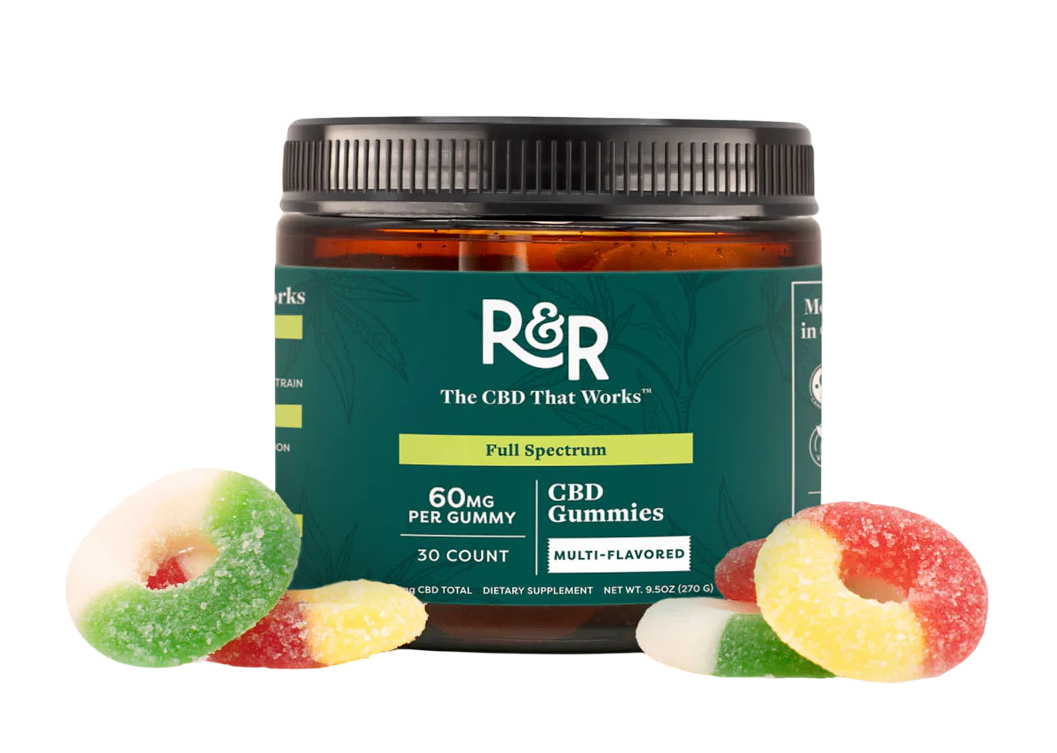 R&R
The CBD That Works™
Full Spectrum
60MG
PER GUMMY
30 COUNT
CBD
Gummies
MULTI-FLAVORED
CBD TOTAL DIETARY SUPPLEMENT NET WT. 9.5OZ (270 G)
in